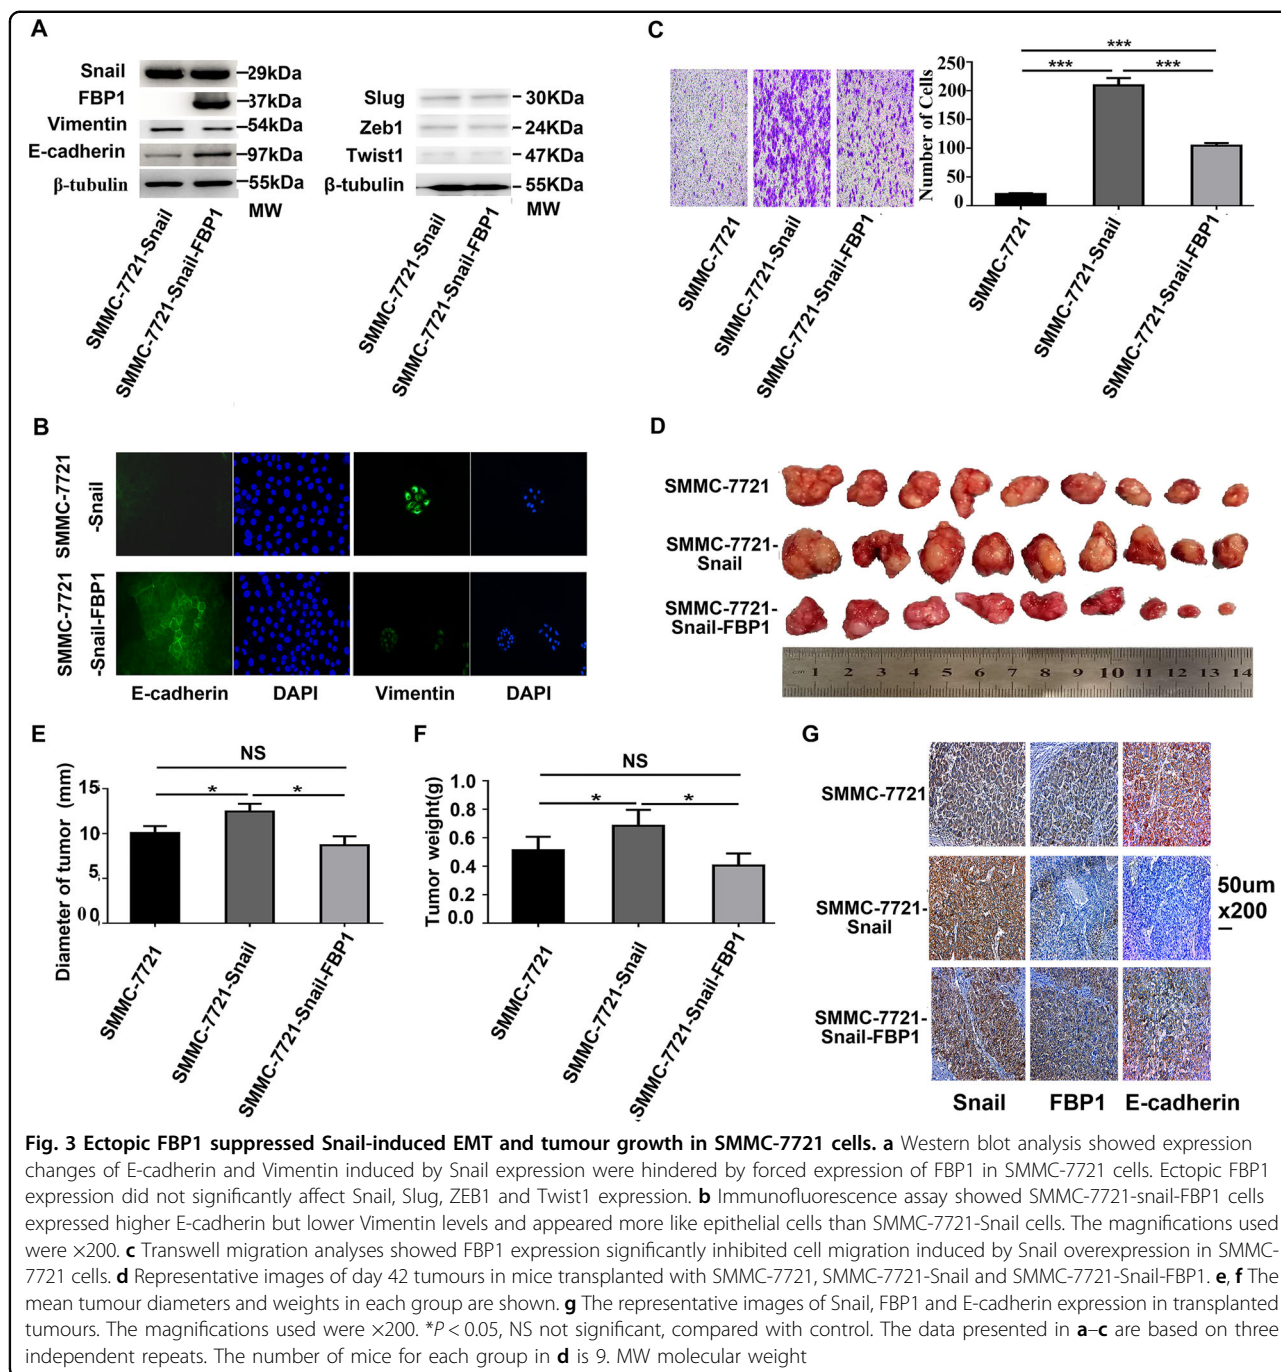 A
Snail
29kDa
FBP1
37kDa
Vimentin
54kDa
E-cadherin
97kDa
β-tubulin
55kDa
MW
SMMC-7721-Snail
SMMC-7721-Snail-FBP1
Slug
30KDa
Zeb1
24KDa
Twist1
47KDa
β-tubulin
55KDa
MW
SMMC-7721-Snail
SMMC-7721-Snail-FBP1
B
SMMC-7721
-Snail
SMMC-7721
-Snail-FBP1
E-cadherin
DAPI
Vimentin
DAPI
C
SMMC-7721
SMMC-7721-Snail
SMMC-7721-Snail-FBP1
Number of Cells
250
200
150
100
50
0
***
***
***
SMMC-7721
SMMC-7721-Snail
SMMC-7721-Snail-FBP1
D
SMMC-7721
SMMC-7721-
Snail
SMMC-7721-
Snail-FBP1
cm 1 2 3 4 5 6 7 8 9 10 11 12 13 14
E
Diameter of tumor (mm)
15
10
5
0 0
NS
*
*
SMMC-7721
SMMC-7721-Snail
SMMC-7721-Snail-FBP1
F
Tumor weight(g)
1.0
0.8
0.6
0.4
0.2
0.0
NS
*
*
SMMC-7721
SMMC-7721-Snail
SMMC-7721-Snail-FBP1
G
SMMC-7721
SMMC-7721-
Snail
SMMC-7721-
Snail-FBP1
50um
x200
Snail
FBP1
E-cadherin
Fig. 3 Ectopic FBP1 suppressed Snail-induced EMT and tumour growth in SMMC-7721 cells. a Western blot analysis showed expression
changes of E-cadherin and Vimentin induced by Snail expression were hindered by forced expression of FBP1 in SMMC-7721 cells. Ectopic FBP1
expression did not significantly affect Snail, Slug, ZEB1 and Twist1 expression. b Immunofluorescence assay showed SMMC-7721-snail-FBP1 cells
expressed higher E-cadherin but lower Vimentin levels and appeared more like epithelial cells than SMMC-7721-Snail cells. The magnifications used
were ×200. c Transwell migration analyses showed FBP1 expression significantly inhibited cell migration induced by Snail overexpression in SMMC-
7721 cells. d Representative images of day 42 tumours in mice transplanted with SMMC-7721, SMMC-7721-Snail and SMMC-7721-Snail-FBP1. e, f The
mean tumour diameters and weights in each group are shown. g The representative images of Snail, FBP1 and E-cadherin expression in transplanted
tumours. The magnifications used were ×200. *P < 0.05, NS not significant, compared with control. The data presented in a–c are based on three
independent repeats. The number of mice for each group in d is 9. MW molecular weight